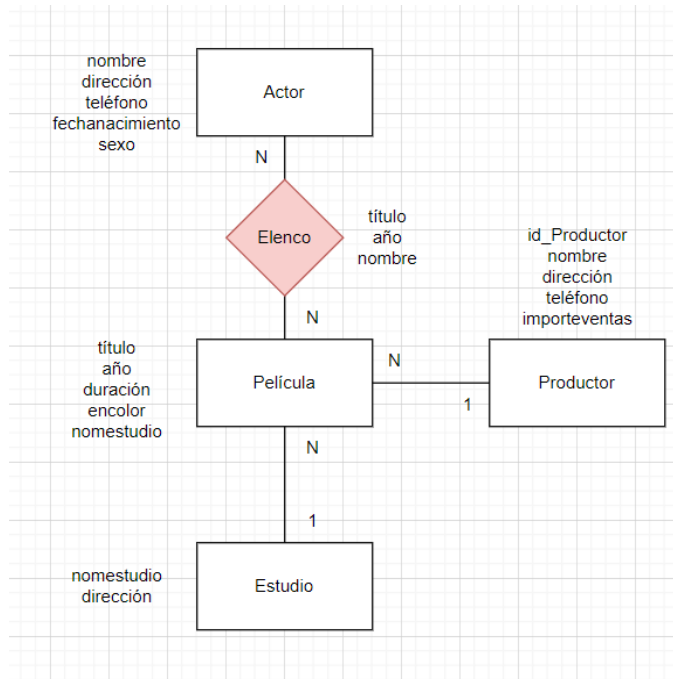 nombre
dirección
teléfono
fechanacimiento
sexo
Actor
N
Elenco
título
año
nombre
id_Productor
nombre
dirección
teléfono
importeventas
N
título
año
duración
encolor
nomestudio
Película
N
1
Productor
N
1
nomestudio
dirección
Estudio